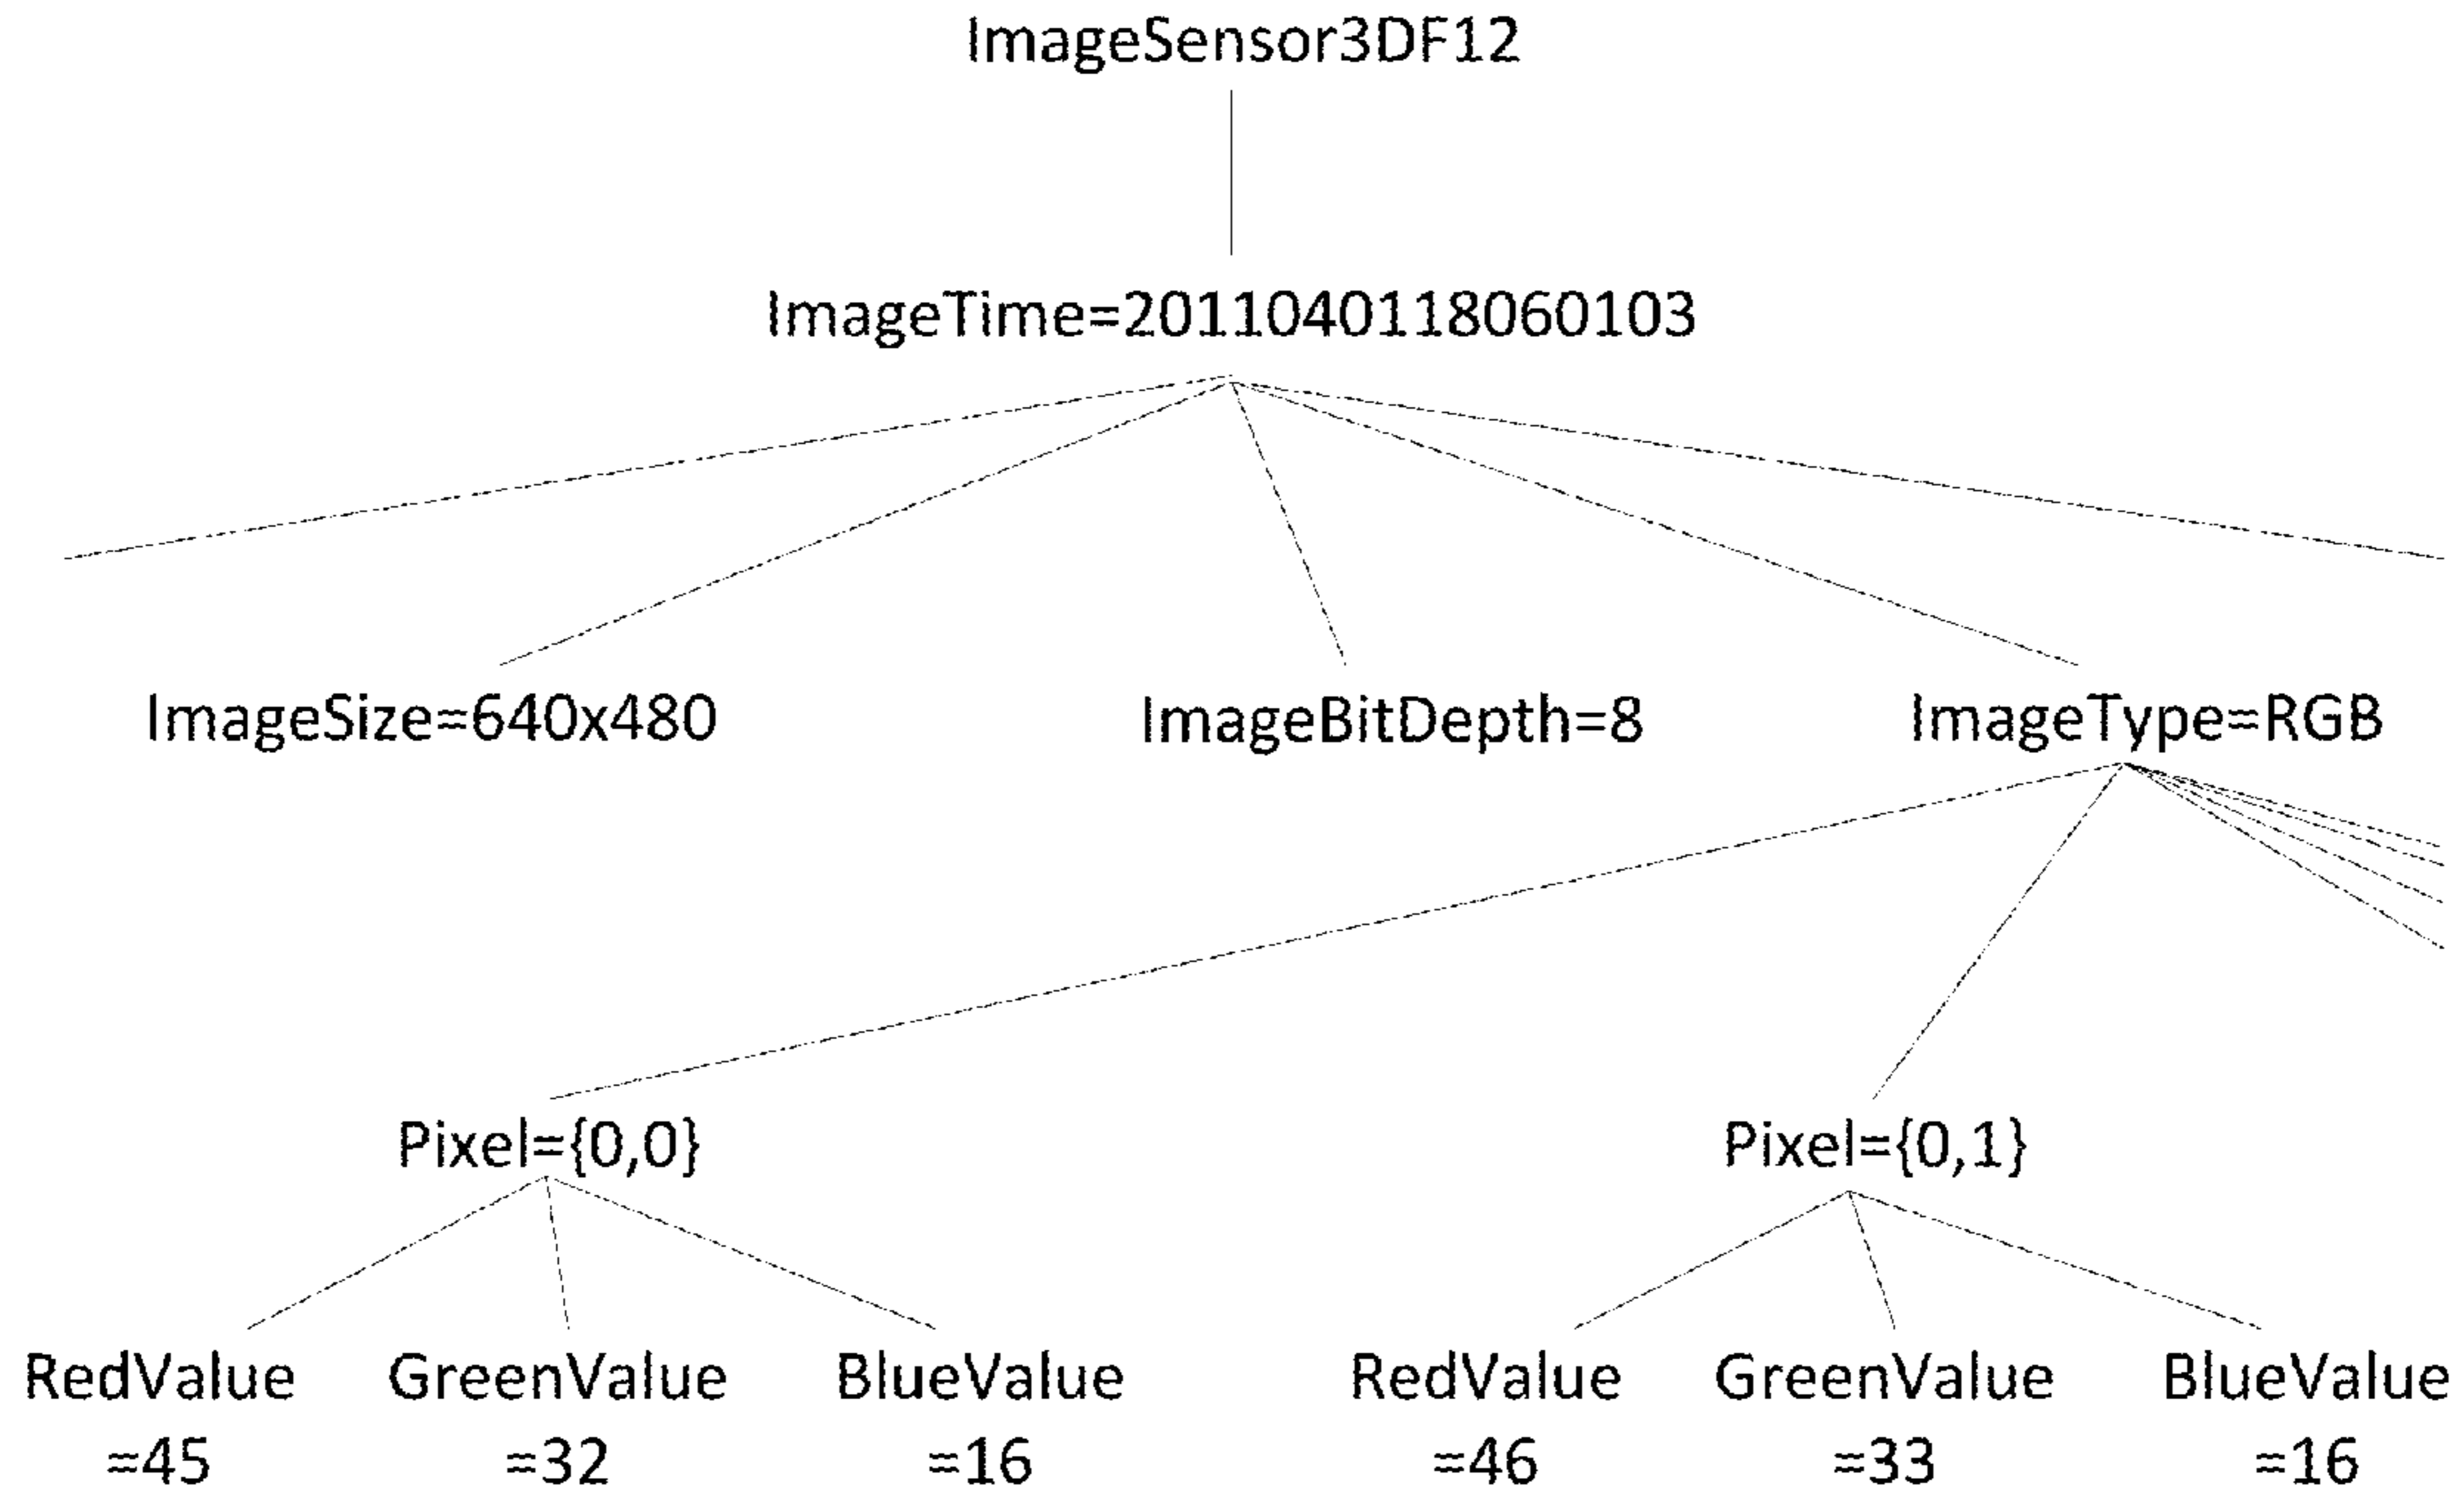 ImageSensor3DF12
ImageTime=2011040118060103
ImageSize=640x480
ImageBitDepth=8
ImageType=RGB
Pixel={0,0}
Pixel={0,1}
RedValue
=45
GreenValue
=32
BlueValue
=16
RedValue
=46
GreenValue
=33
BlueValue
=16